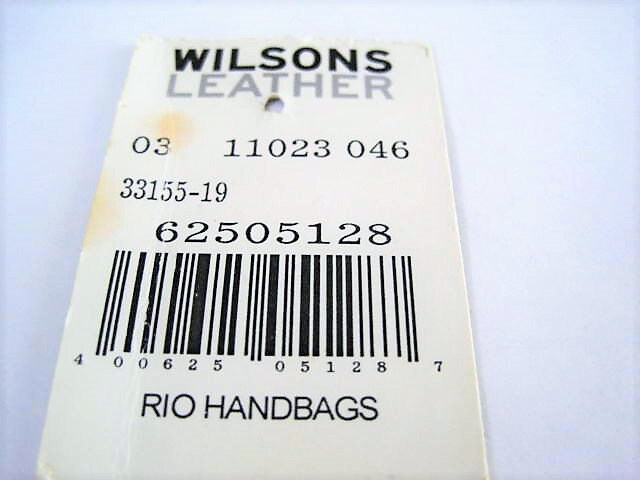 WILSONS
LEATHER
03 11023 046
33155-19
62505128
4 00625 05128 7
RIO HANDBAGS